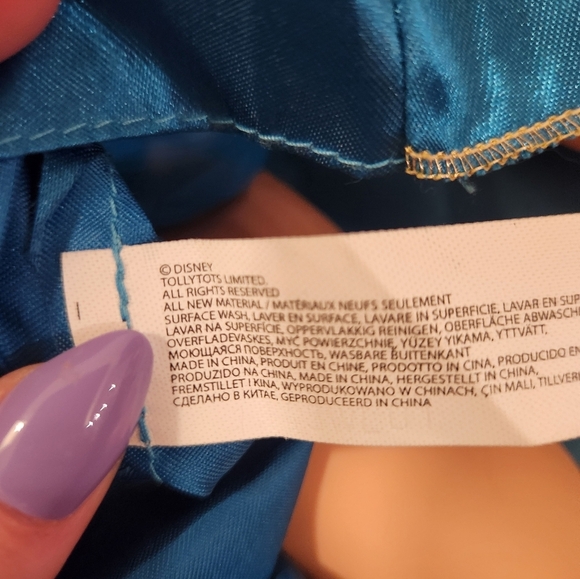 © DISNEY
TOLLYTOTS LIMITED.
ALL RIGHTS RESERVED
ALL NEW MATERIAL / MATÉRIAUX NEUFS SEULEMENT
SURFACE WASH, LAVER EN SURFACE, LAVARE IN SUPERFICIE, LAVAR EN
LAVAR NA SUPERFÍCIE, OPPERVLAKKIG REINIGEN, OBERFLÄCHE
OVERFLADEVASKES, MYĆ POWIERZCHNIĘ, YÜZEY YIKAMA,
МОЮЩАЯСЯ ПОВЕРХНОСТЬ, WASBARE BUITENKANT
MADE IN CHINA, PRODUIT EN CHINE, PRODOTTO IN CINA, PRODUCIDO EN
PRODUZIDO NA CHINA, MADE IN CHINA, HERGESTELLT IN CHINA,
FREMSTILLET I KINA, WYPRODUKOWANO W CHINACH, ÇIN MALI,
СДЕЛАНО В КИТАЕ, GEPRODUCEERD IN CHINA